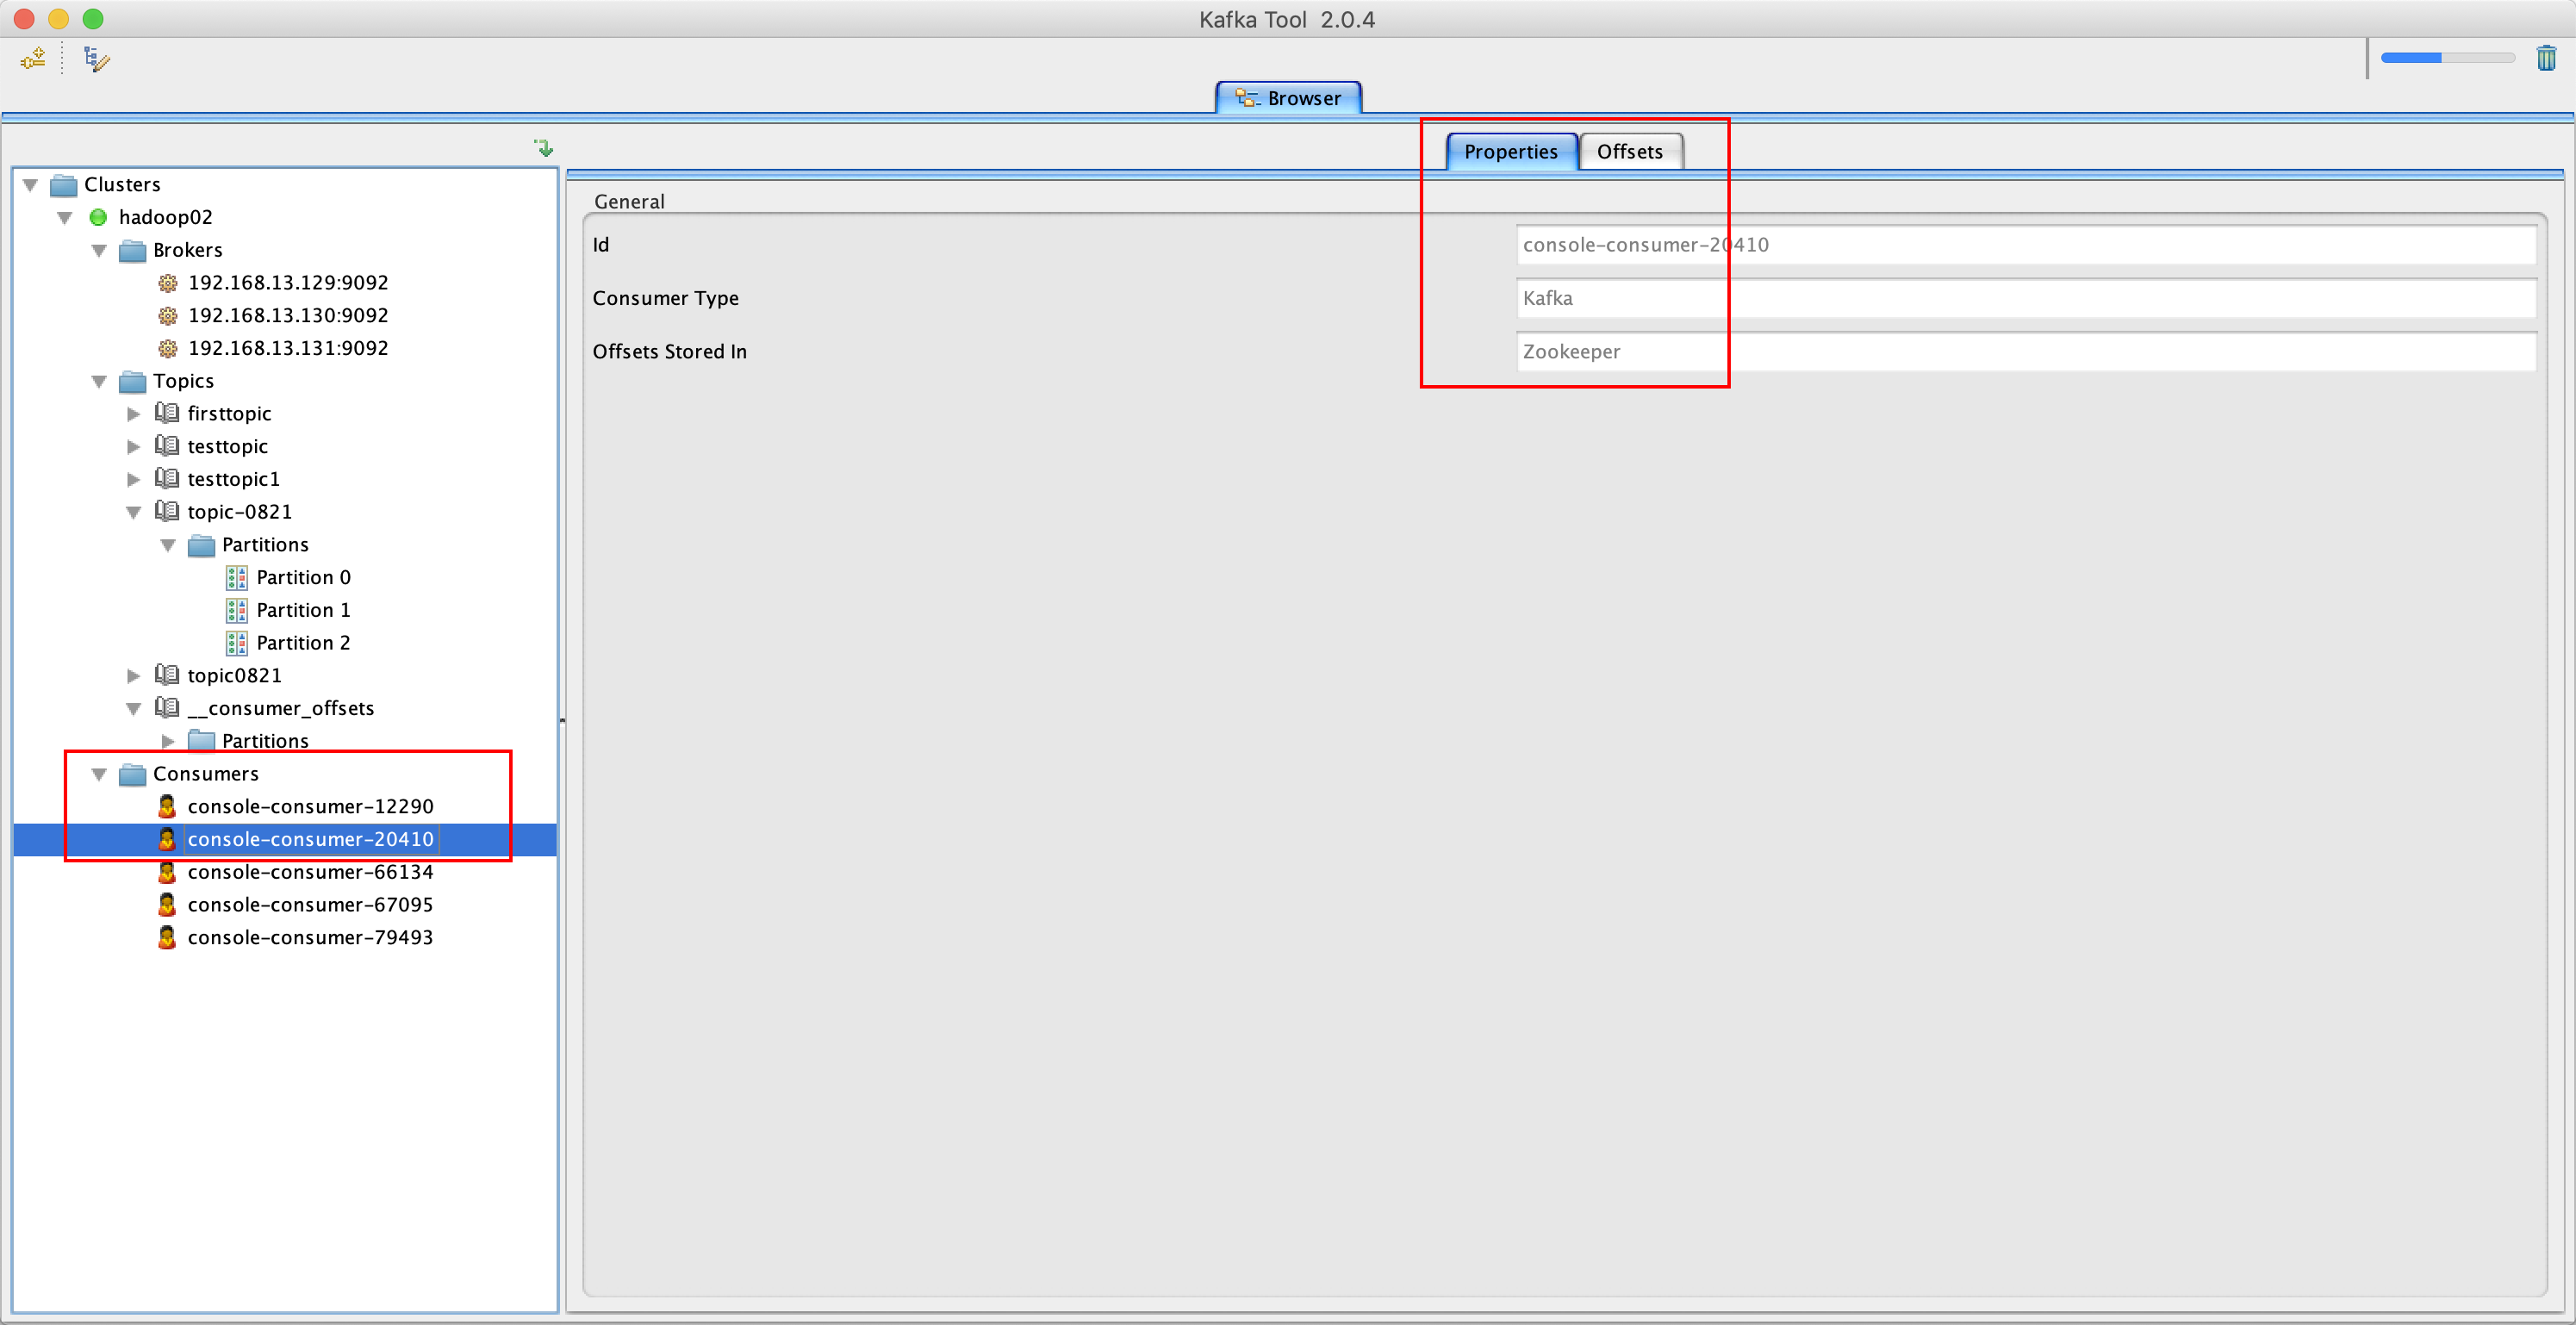 Kafka Tool 2.0.4
Browser
Properties Offsets
Clusters
hadoop02
Brokers
192.168.13.129:9092
192.168.13.130:9092
192.168.13.131:9092
Topics
firsttopic
testtopic
testtopic1
topic-0821
Partitions
Partition 0
Partition 1
Partition 2
topic0821
__consumer_offsets
Partitions
Consumers
console-consumer-12290
console-consumer-20410
console-consumer-66134
console-consumer-67095
console-consumer-79493
General
Id console-consumer-20410
Consumer Type Kafka
Offsets Stored In Zookeeper